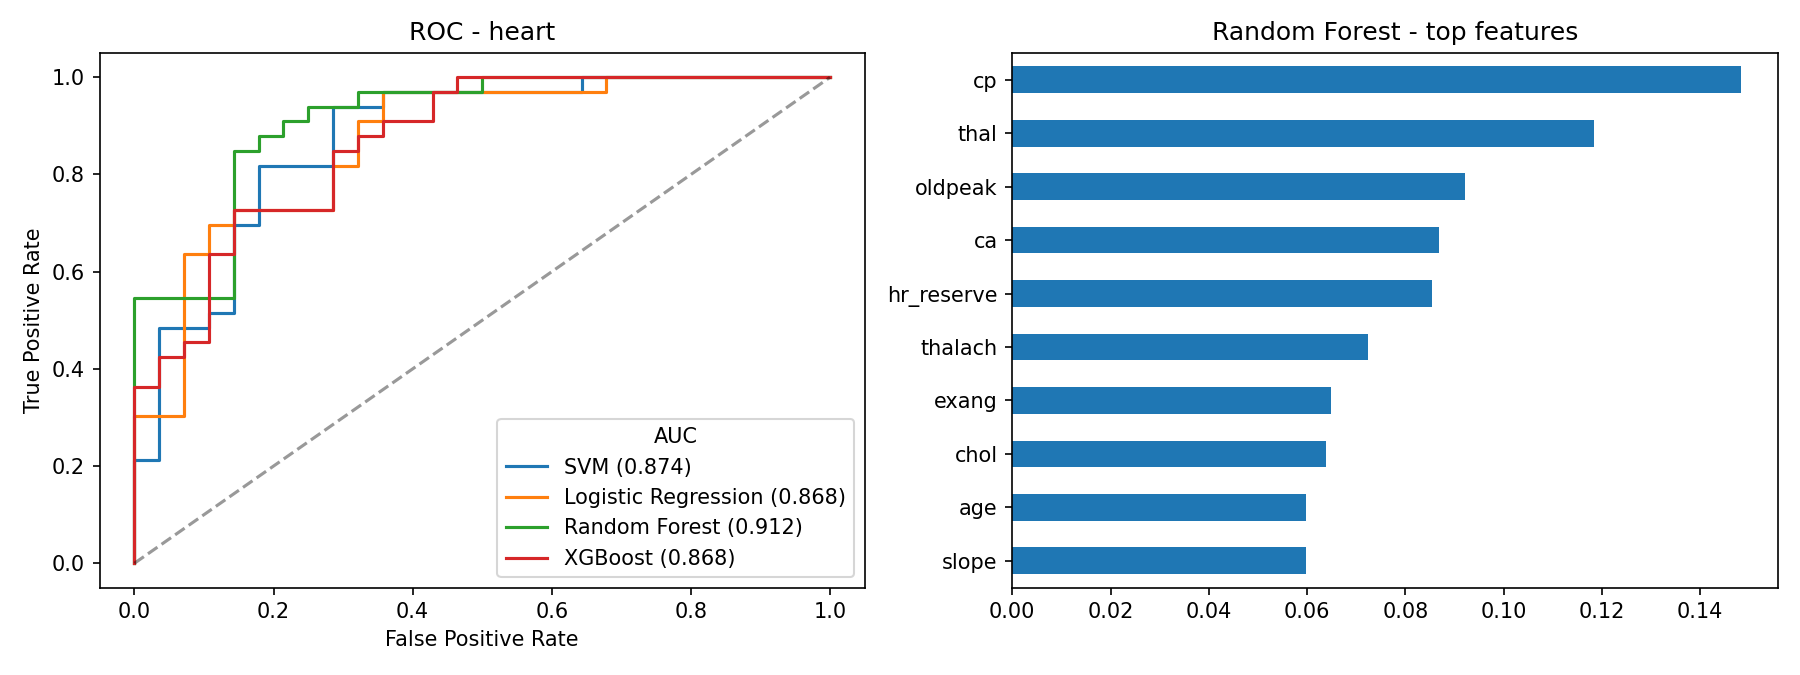 ROC - heart
True Positive Rate
1.0
0.8
0.6
0.4
0.2
0.0
0.0 0.2 0.4 0.6 0.8 1.0
False Positive Rate
AUC
SVM (0.874)
Logistic Regression (0.868)
Random Forest (0.912)
XGBoost (0.868)
Random Forest - top features
cp
thal
oldpeak
ca
hr_reserve
thalach
exang
chol
age
slope
0.00 0.02 0.04 0.06 0.08 0.10 0.12 0.14